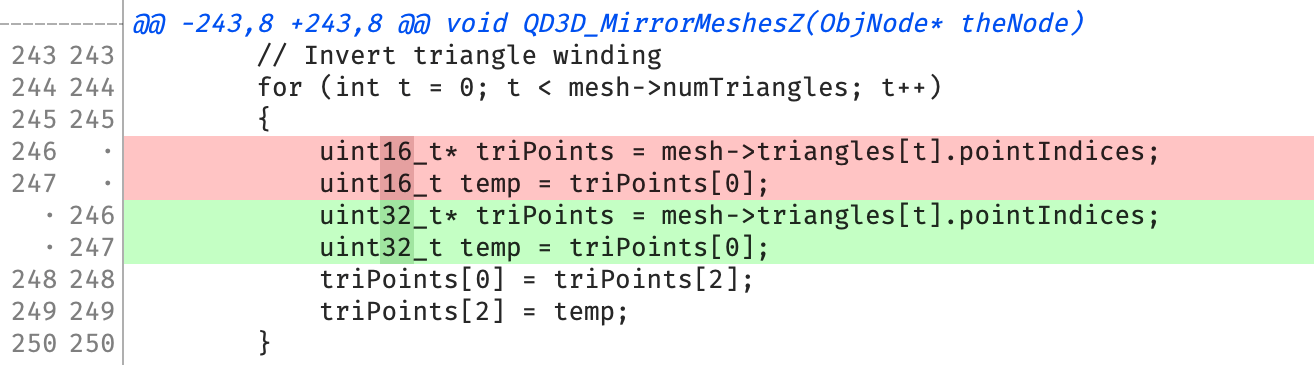 @@ -243,8 +243,8 @@ void QD3D_MirrorMeshesZ(ObjNode* theNode)
243 243 // Invert triangle winding
244 244 for (int t = 0; t < mesh->numTriangles; t++)
245 245 {
246 · uint16_t* triPoints = mesh->triangles[t].pointIndices;
247 · uint16_t temp = triPoints[0];
· 246 uint32_t* triPoints = mesh->triangles[t].pointIndices;
· 247 uint32_t temp = triPoints[0];
248 248 triPoints[0] = triPoints[2];
249 249 triPoints[2] = temp;
250 250 }